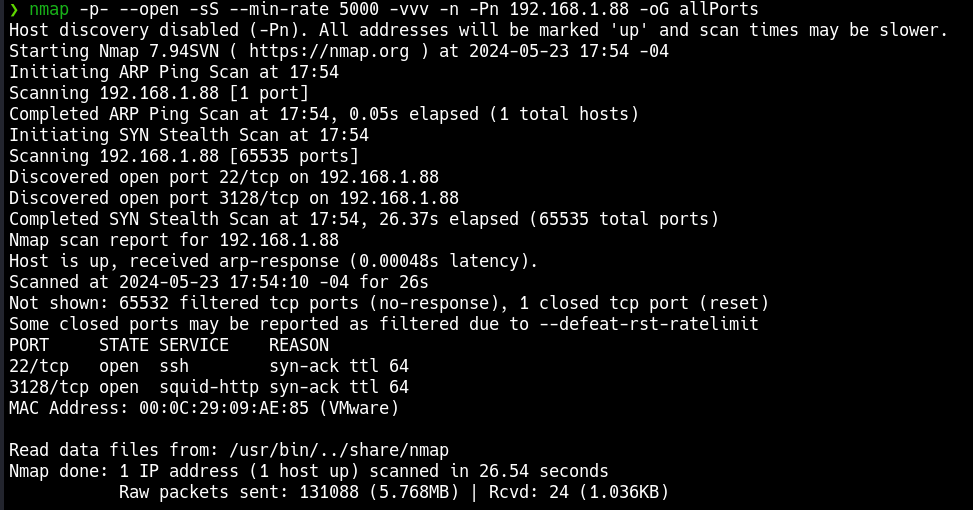 ❯ nmap -p- --open -sS --min-rate 5000 -vvv -n -Pn 192.168.1.88 -oG allPorts
Host discovery disabled (-Pn). All addresses will be marked 'up' and scan times may be slower.
Starting Nmap 7.94SVN ( https://nmap.org ) at 2024-05-23 17:54 -04
Initiating ARP Ping Scan at 17:54
Scanning 192.168.1.88 [1 port]
Completed ARP Ping Scan at 17:54, 0.05s elapsed (1 total hosts)
Initiating SYN Stealth Scan at 17:54
Scanning 192.168.1.88 [65535 ports]
Discovered open port 22/tcp on 192.168.1.88
Discovered open port 3128/tcp on 192.168.1.88
Completed SYN Stealth Scan at 17:54, 26.37s elapsed (65535 total ports)
Nmap scan report for 192.168.1.88
Host is up, received arp-response (0.00048s latency).
Scanned at 2024-05-23 17:54:10 -04 for 26s
Not shown: 65532 filtered tcp ports (no-response), 1 closed tcp port (reset)
Some closed ports may be reported as filtered due to --defeat-rst-ratelimit
PORT     STATE SERVICE    REASON
22/tcp   open  ssh        syn-ack ttl 64
3128/tcp open  squid-http syn-ack ttl 64
MAC Address: 00:0C:29:09:AE:85 (VMware)

Read data files from: /usr/bin/../share/nmap
Nmap done: 1 IP address (1 host up) scanned in 26.54 seconds
           Raw packets sent: 131088 (5.768MB) | Rcvd: 24 (1.036KB)